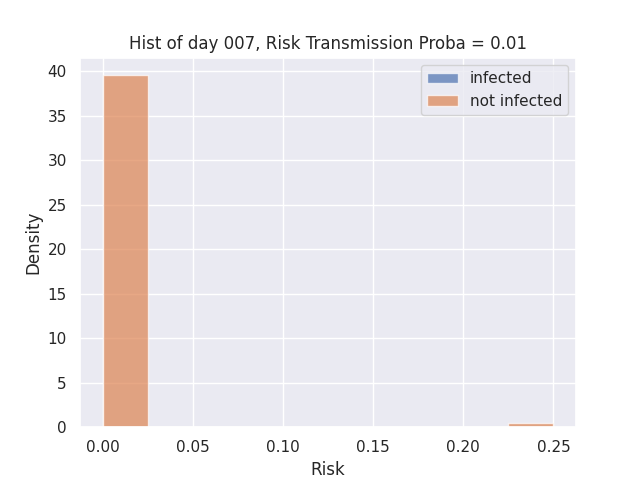 Hist of day 007, Risk Transmission Proba = 0.01
infected
not infected
Density
40
35
30
25
20
15
10
5
0
0.00 0.05 0.10 0.15 0.20 0.25
Risk